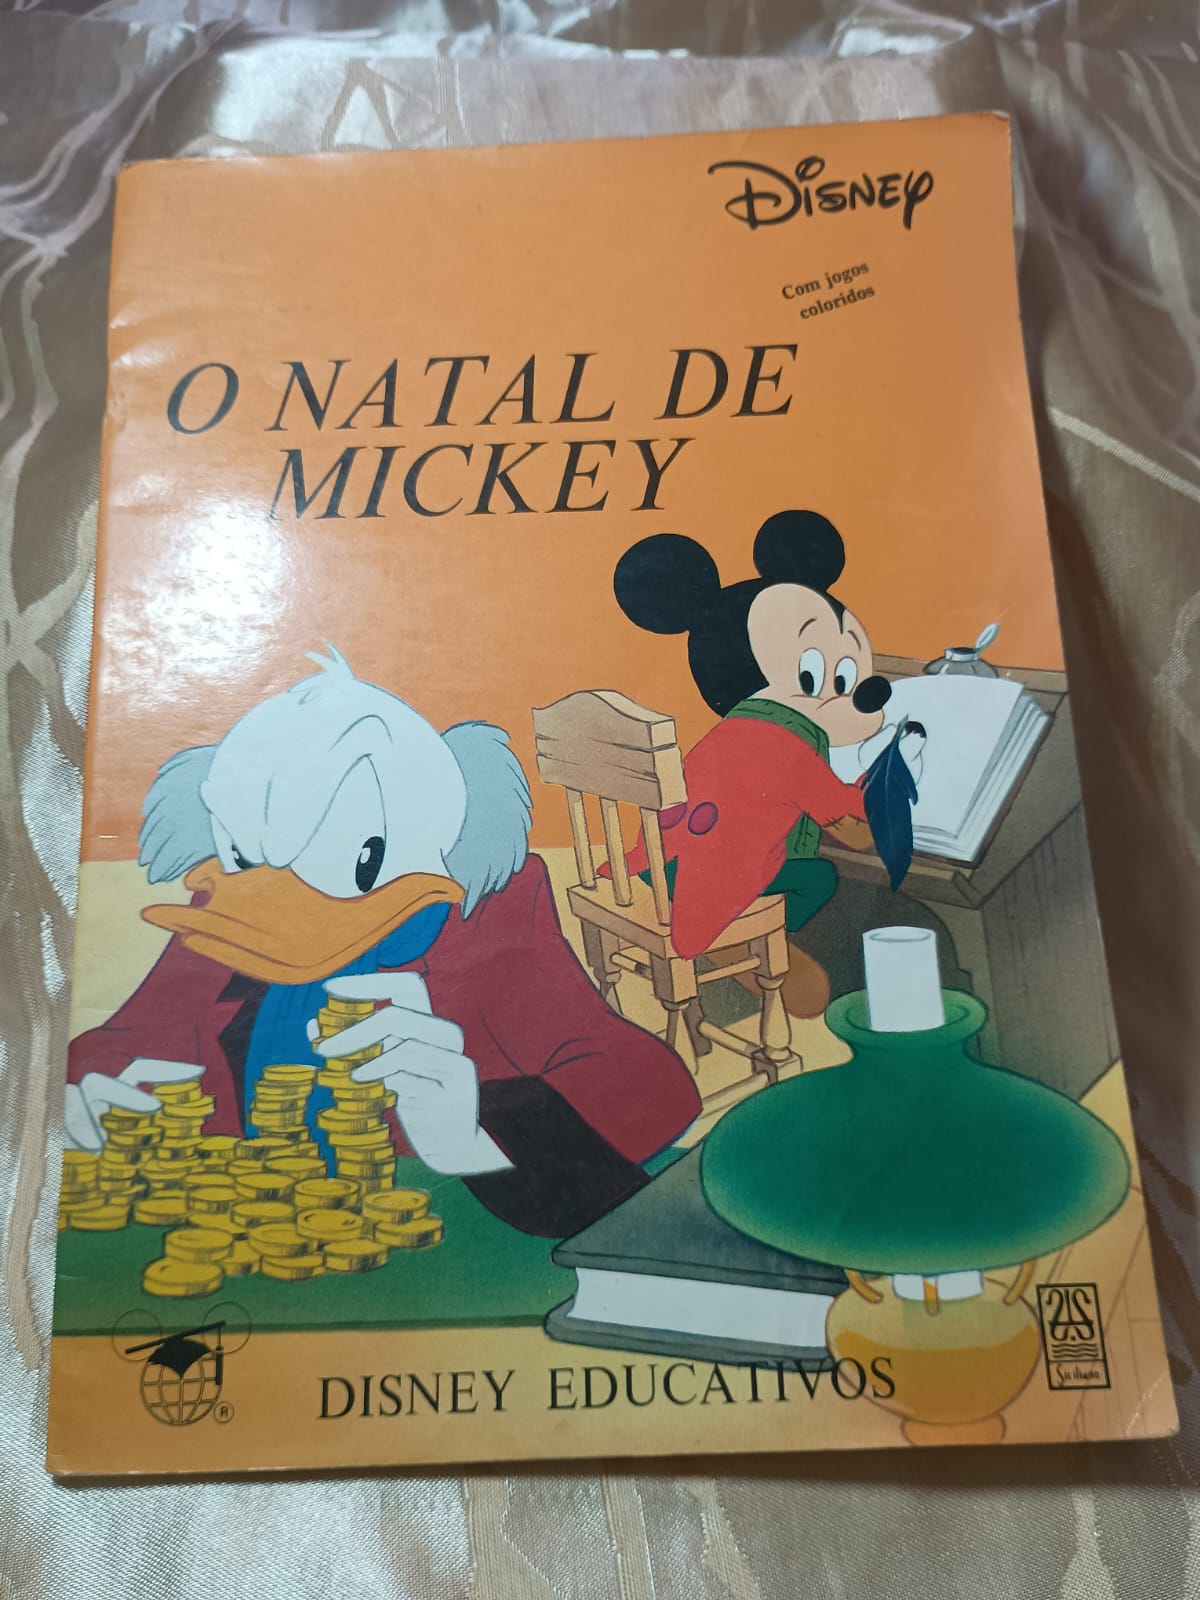 Disney
Com jogos
coloridos
O NATAL DE
MICKEY
DISNEY EDUCATIVOS
Siciliano
®